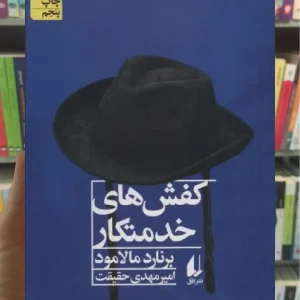 چاپ
پنجم
کفش‌های
خدمتکار
برنارد مالامود
امیرمهدی حقیقت
نشر افق